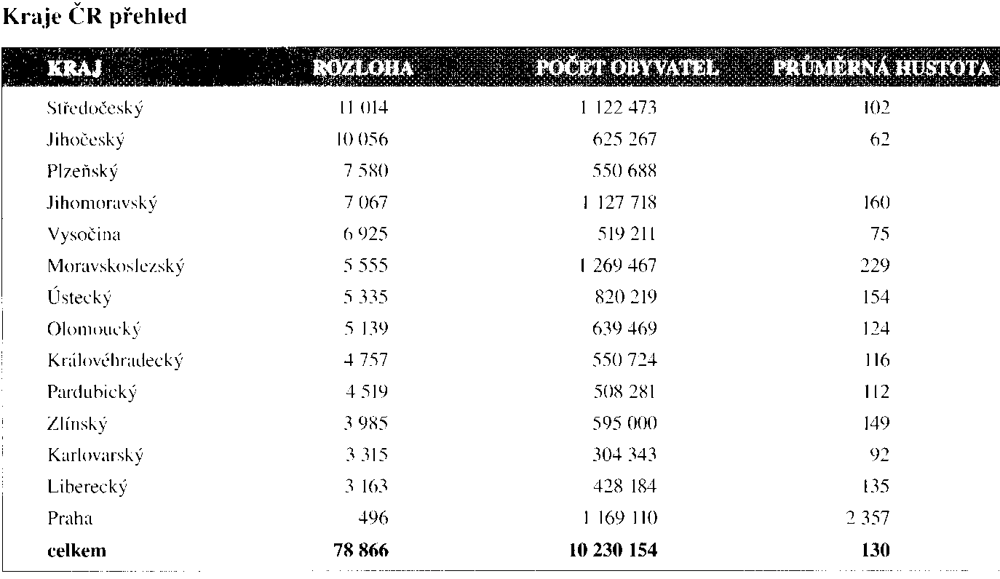 Kraje ČR přehled
KRAJ ROZLOHA POČET OBYVATEL PRŮMĚRNÁ HUSTOTA
Středočeský 11 014 1 122 473 102
Jihočeský 10 056 625 267 62
Plzeňský 7 580 550 688
Jihomoravský 7 067 1 127 718 160
Vysočina 6 925 519 211 75
Moravskoslezský 5 555 1 269 467 229
Ústecký 5 335 820 219 154
Olomoucký 5 139 639 469 124
Královéhradecký 4 757 550 724 116
Pardubický 4 519 508 281 112
Zlínský 3 985 595 000 149
Karlovarský 3 315 304 343 92
Liberecký 3 163 428 184 135
Praha 496 1 169 110 2 357
celkem 78 866 10 230 154 130